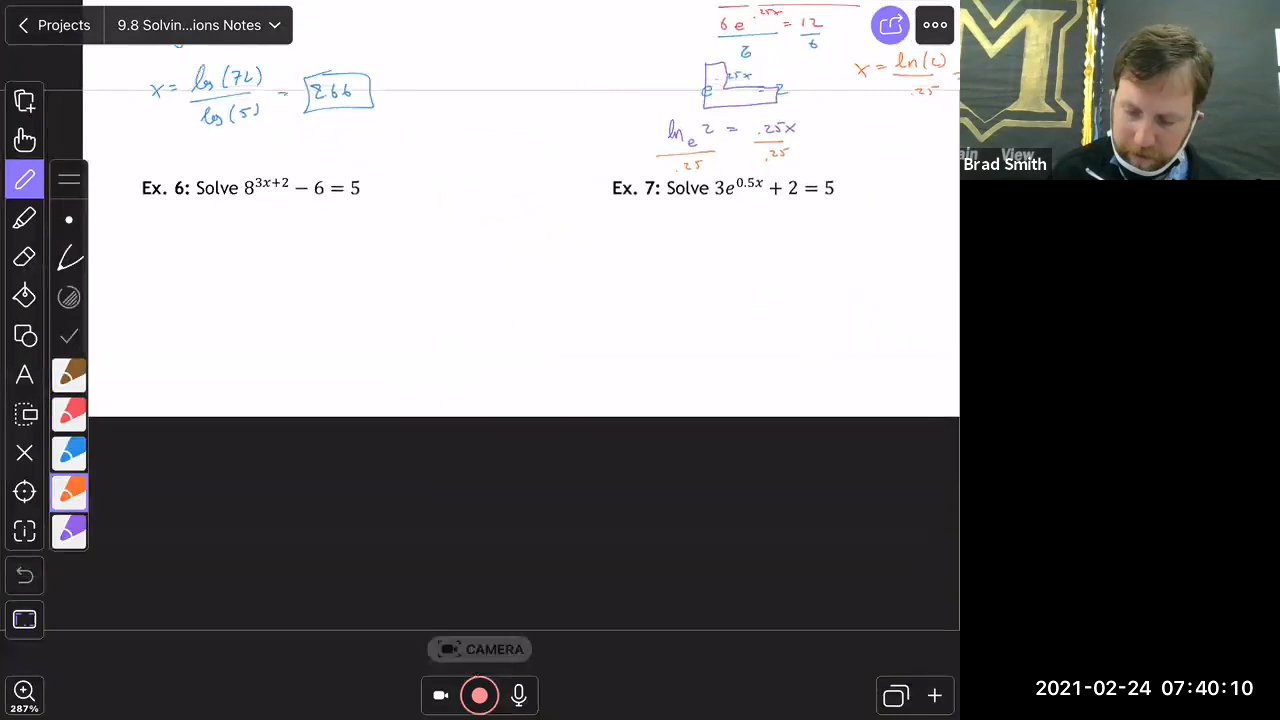 Projects
9.8 Solvin...ions Notes
6e^.25x = 12
6 6
x = log(72) = 2.66
log(5)
.25x
e = 2
x = ln(2) =
.25
ln_e 2 = .25x
.25 .25
Ex. 6: Solve 8^{3x+2} − 6 = 5
Ex. 7: Solve 3e^{0.5x} + 2 = 5
M
ain View
Brad Smith
A
CAMERA
287%
2021-02-24 07:40:10